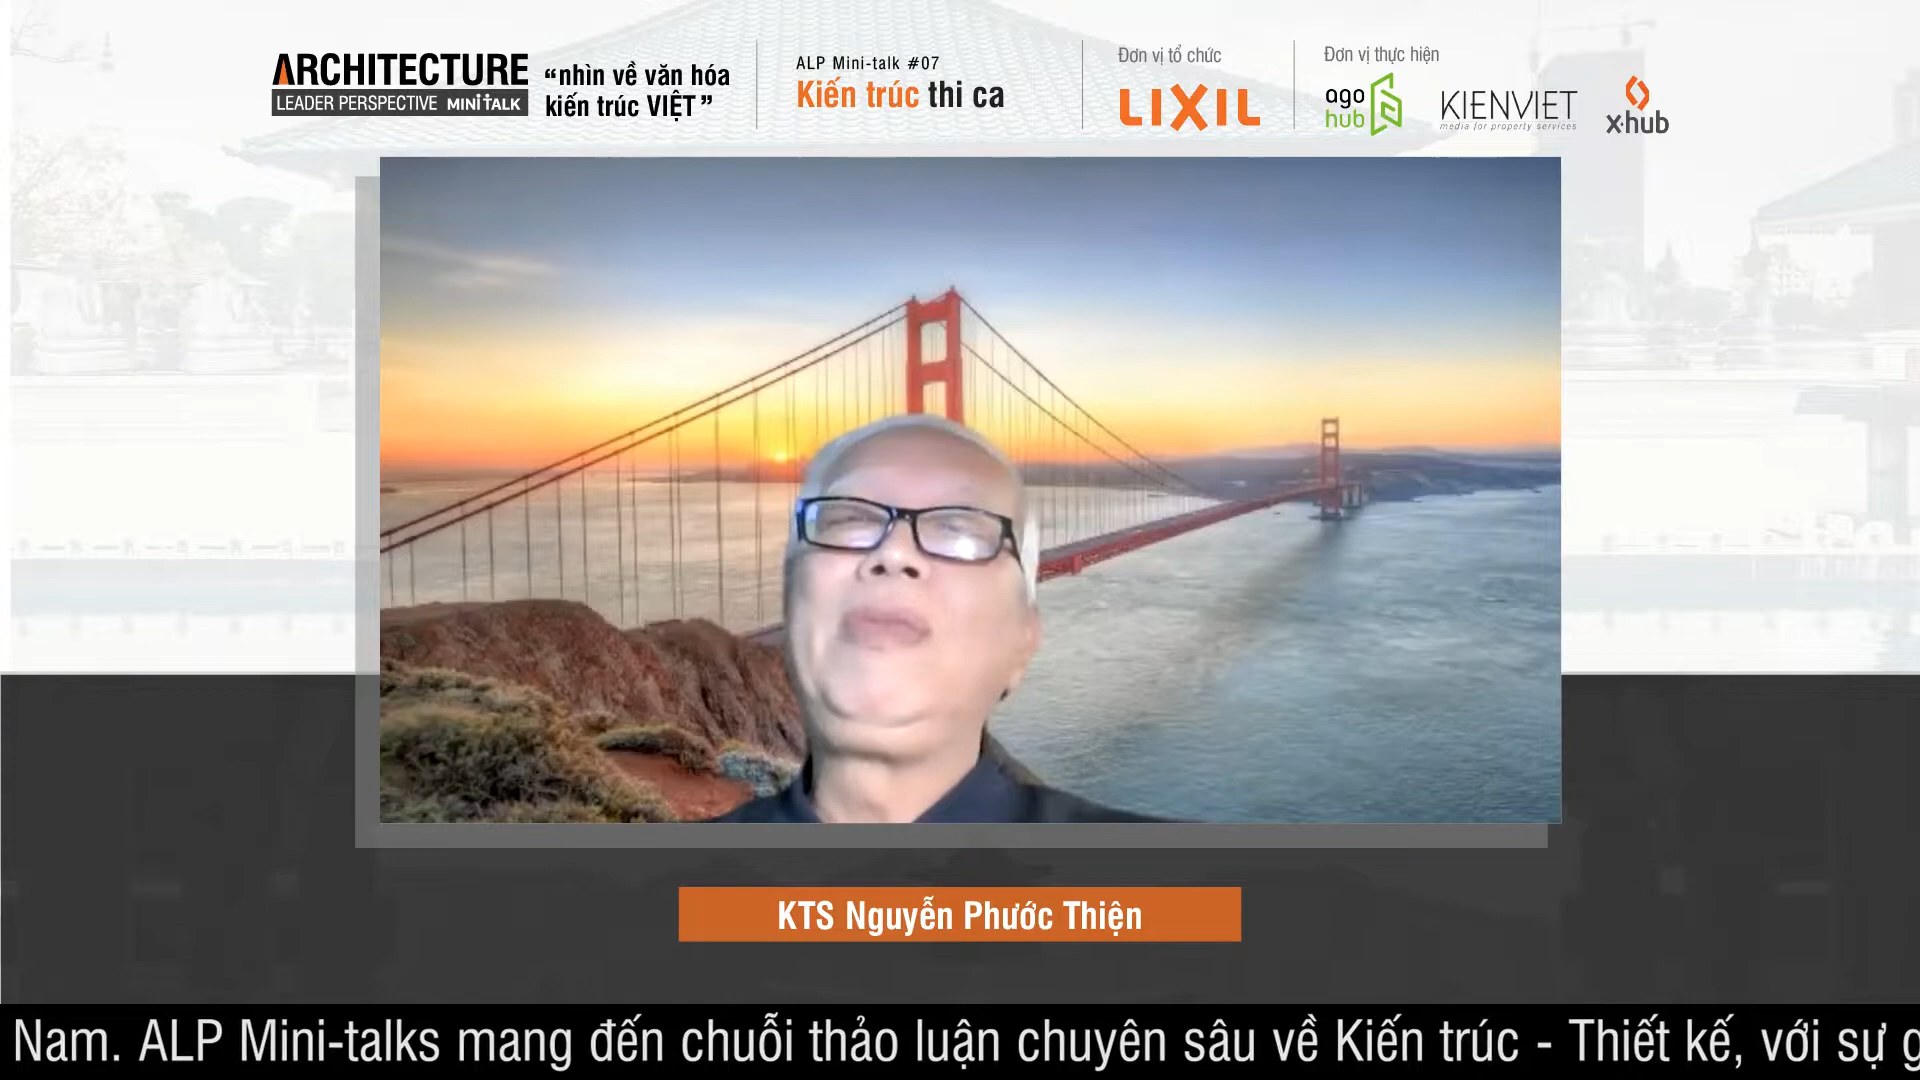 ARCHITECTURE
LEADER PERSPECTIVE MINITALK
“nhìn về văn hóa
kiến trúc VIỆT”
ALP Mini-talk #07
Kiến trúc thi ca
Đơn vị tổ chức
LIXIL
Đơn vị thực hiện
ago
hub
KIENVIET
media for property services
x·hub
KTS Nguyễn Phước Thiện
Nam. ALP Mini-talks mang đến chuỗi thảo luận chuyên sâu về Kiến trúc - Thiết kế, với sự g